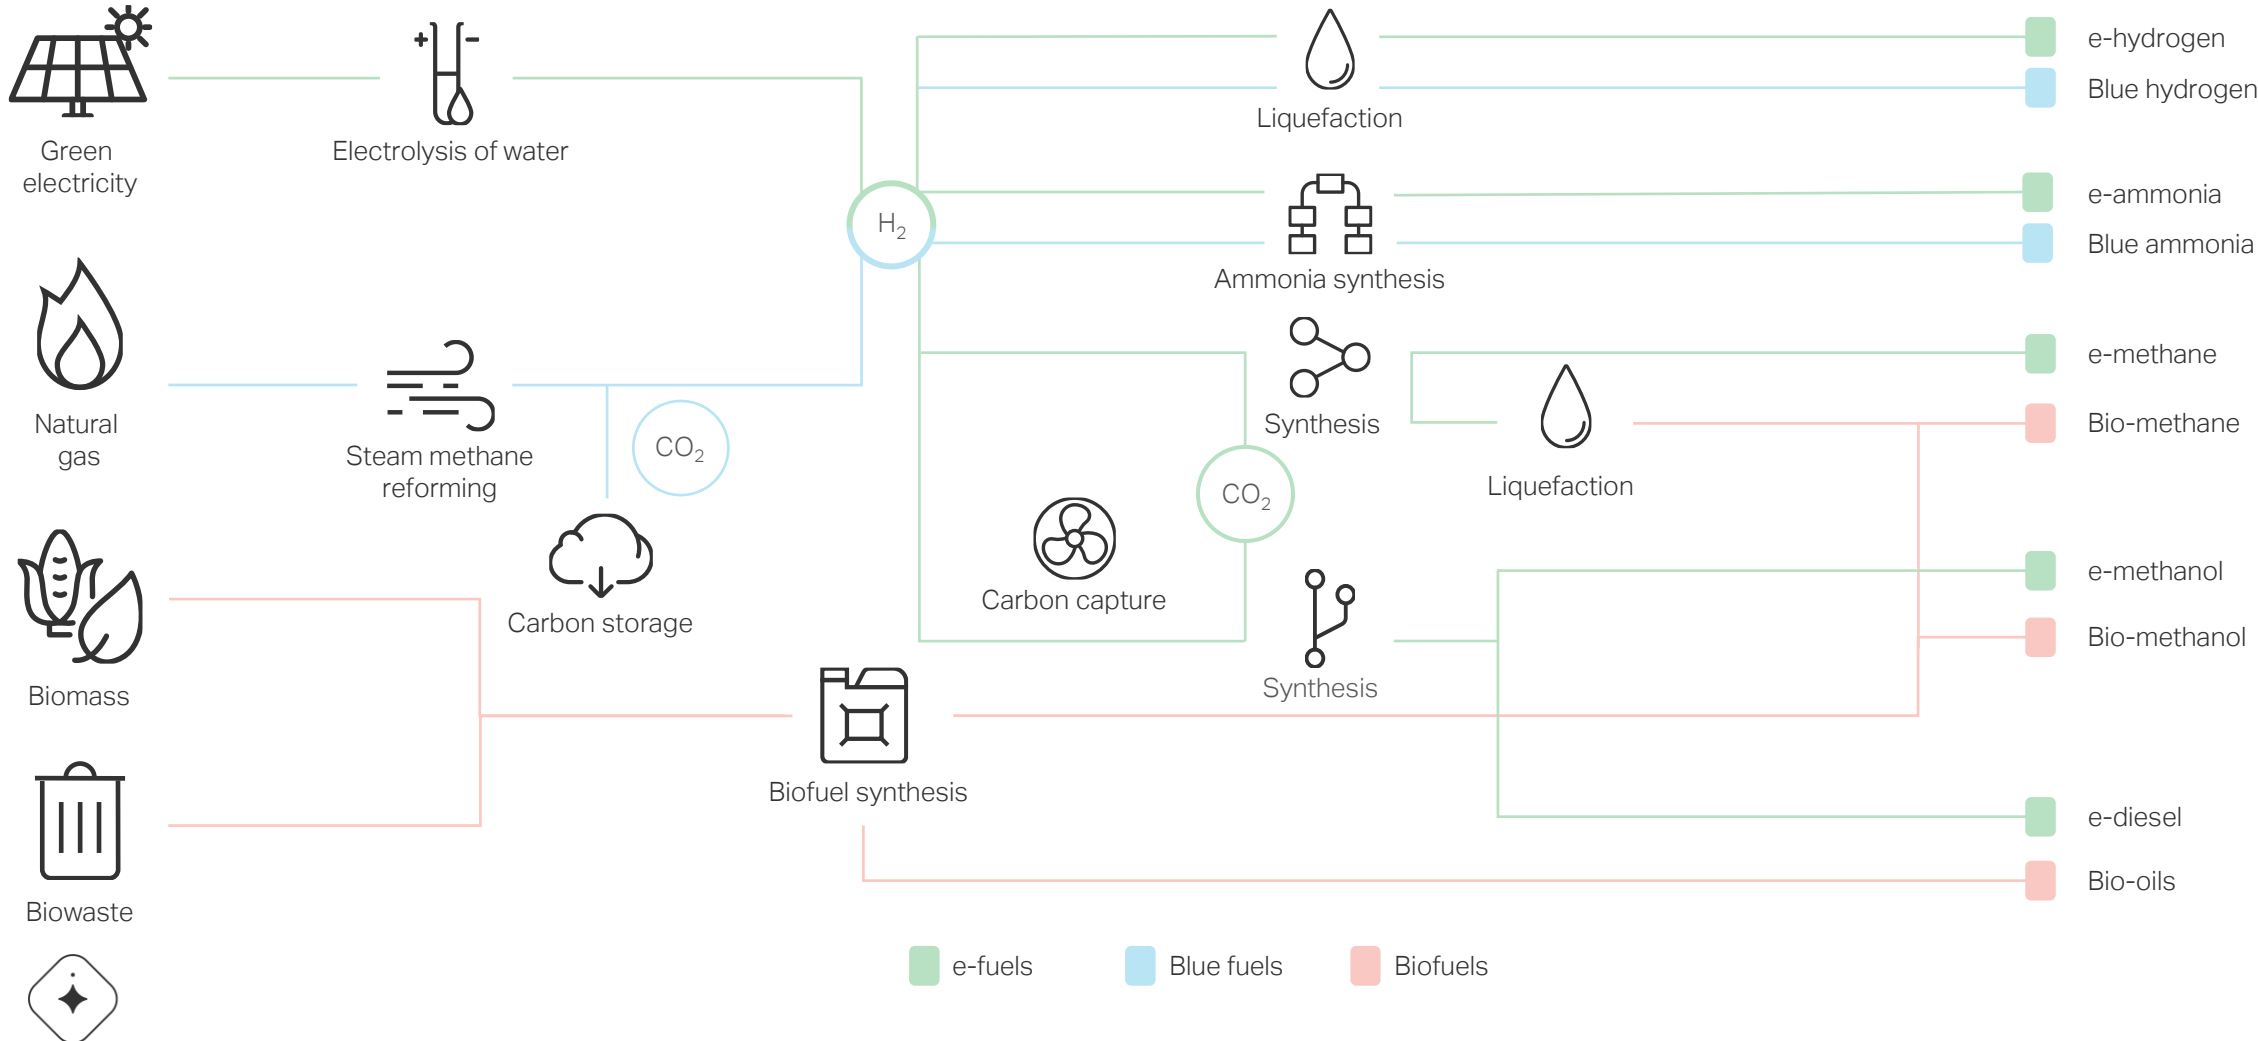 Green
electricity
+
−
Electrolysis of water
Natural
gas
Steam methane
reforming
CO₂
Carbon storage
Biomass
Biowaste
H₂
Biofuel synthesis
Carbon capture
CO₂
Liquefaction
Ammonia synthesis
Synthesis
Liquefaction
Synthesis
e-hydrogen
Blue hydrogen
e-ammonia
Blue ammonia
e-methane
Bio-methane
e-methanol
Bio-methanol
e-diesel
Bio-oils
e-fuels
Blue fuels
Biofuels